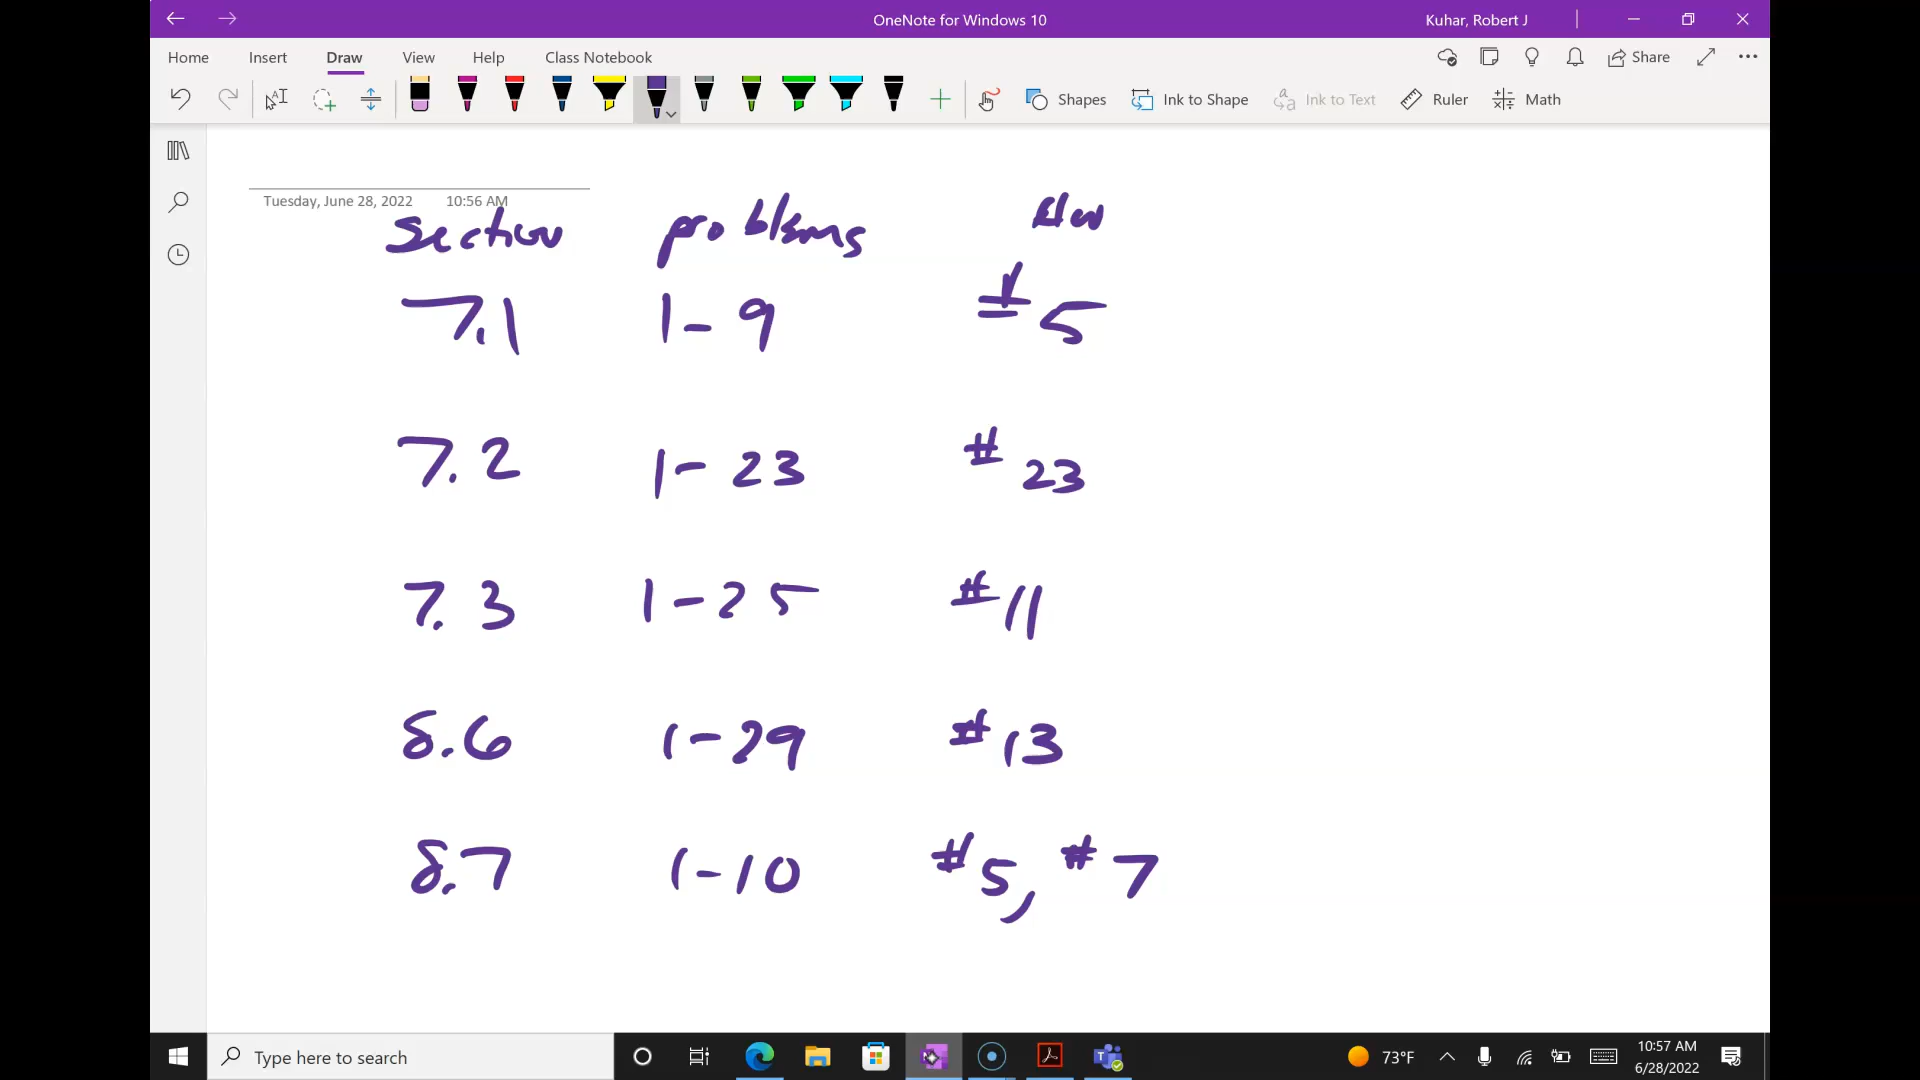 OneNote for Windows 10 Kuhar, Robert J
Home Insert Draw View Help Class Notebook Share
Shapes Ink to Shape Ink to Text Ruler Math
Tuesday, June 28, 2022 10:56 AM
section problems HW
7.1 1-9 #5
7.2 1-23 #23
7.3 1-25 #11
8.6 1-29 #13
8.7 1-10 #5, #7
Type here to search 73°F 10:57 AM
6/28/2022